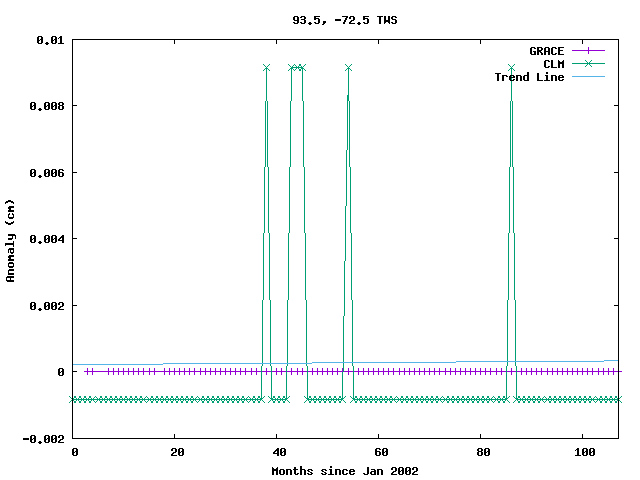 93.5, -72.5 TWS
GRACE
CLM
Trend Line
0.01
0.008
0.006
0.004
0.002
0
-0.002
Anomaly (cm)
0 20 40 60 80 100
Months since Jan 2002